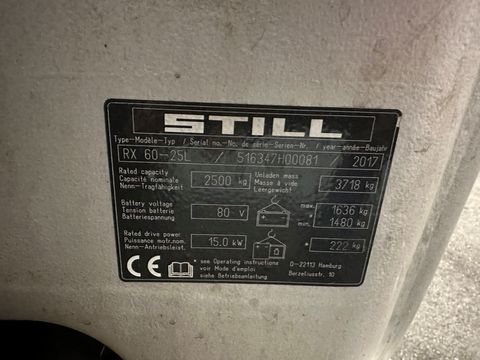 STILL
Type-Modèle-Typ / Serial no.-No. de série-Serien-Nr. / year-année-Baujahr
RX 60-25L / 516347H00081 / 2017
Rated capacity
Capacité nominale
Nenn-Tragfähigkeit
2500 kg
Unladen mass
Masse à vide
Leergewicht
3718 kg
Battery voltage
Tension batterie
Batteriespannung
80 V
max. 1636 kg
min. 1480 kg
Rated drive power
Puissance motr.nom.
Nenn-Antriebsleist.
15.0 kW
* 222 kg
CE
* see Operating instructions
voir Mode d'emploi
siehe Betriebsanleitung
D-22113 Hamburg
Berzeliusstr. 10